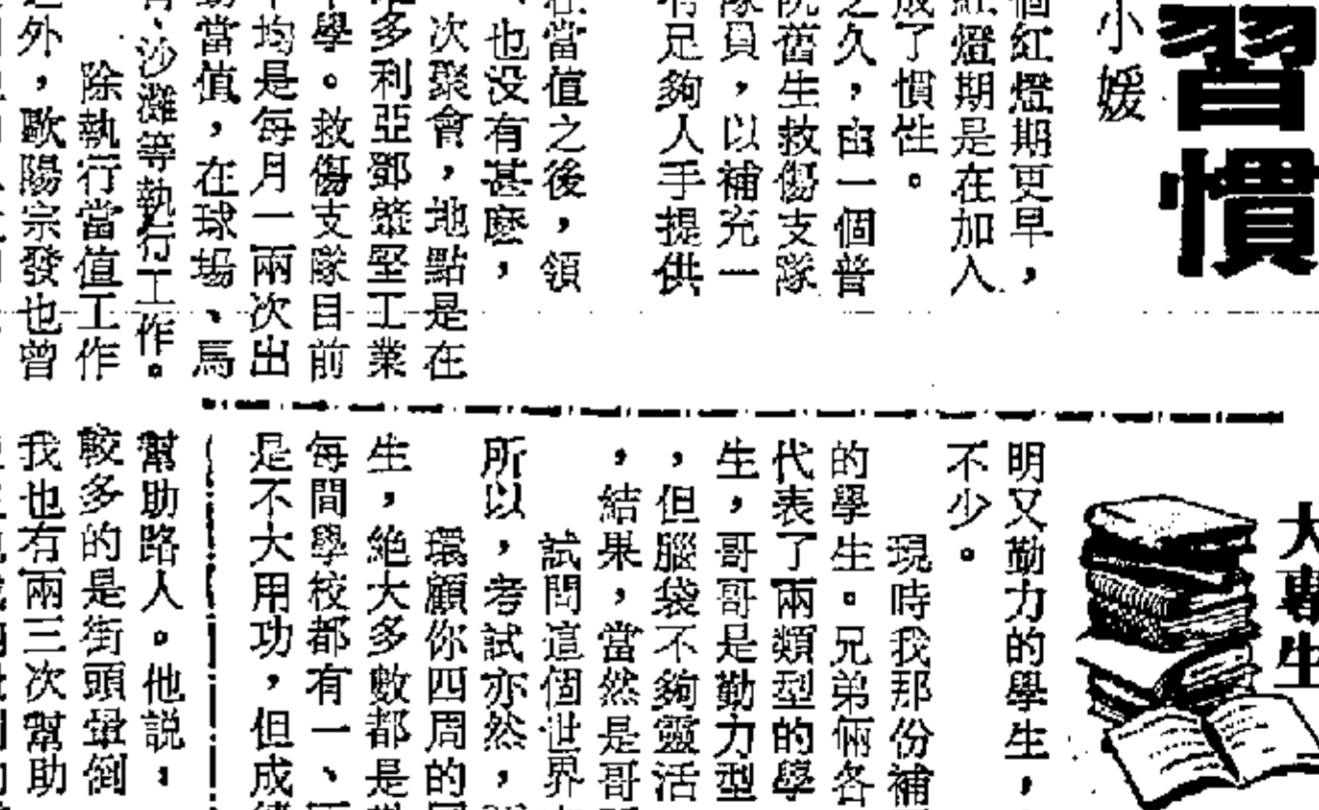 習慣
小媛
個紅燈期更早，
紅燈期是在加入
成了慣性。
之久，由一個普
院舊生救傷支隊
隊員，以補充一
有足夠人手提供
在當值之後，領
也没有甚麼，
次聚會，地點是在
多利亞鄧肇堅工業
學。救傷支隊目前
均是每月一兩次出
當值，在球場、馬
、沙灘等執行工作。
除執行當值工作
外，歐陽宗發也曾
大專生
明又勤力的學生，
不少。
現時我那份補
的學生。兄弟倆各
代表了兩類型的學
生，哥哥是勤力型
，但腦袋不夠靈活
，結果，當然是哥
試問這個世界
所以，考試亦然，
環顧你四周的
生，絶大多數都是
每間學校都有一、
是不大用功，但成
幫助路人。他説，
較多的是街頭暈倒
我也有兩三次幫助